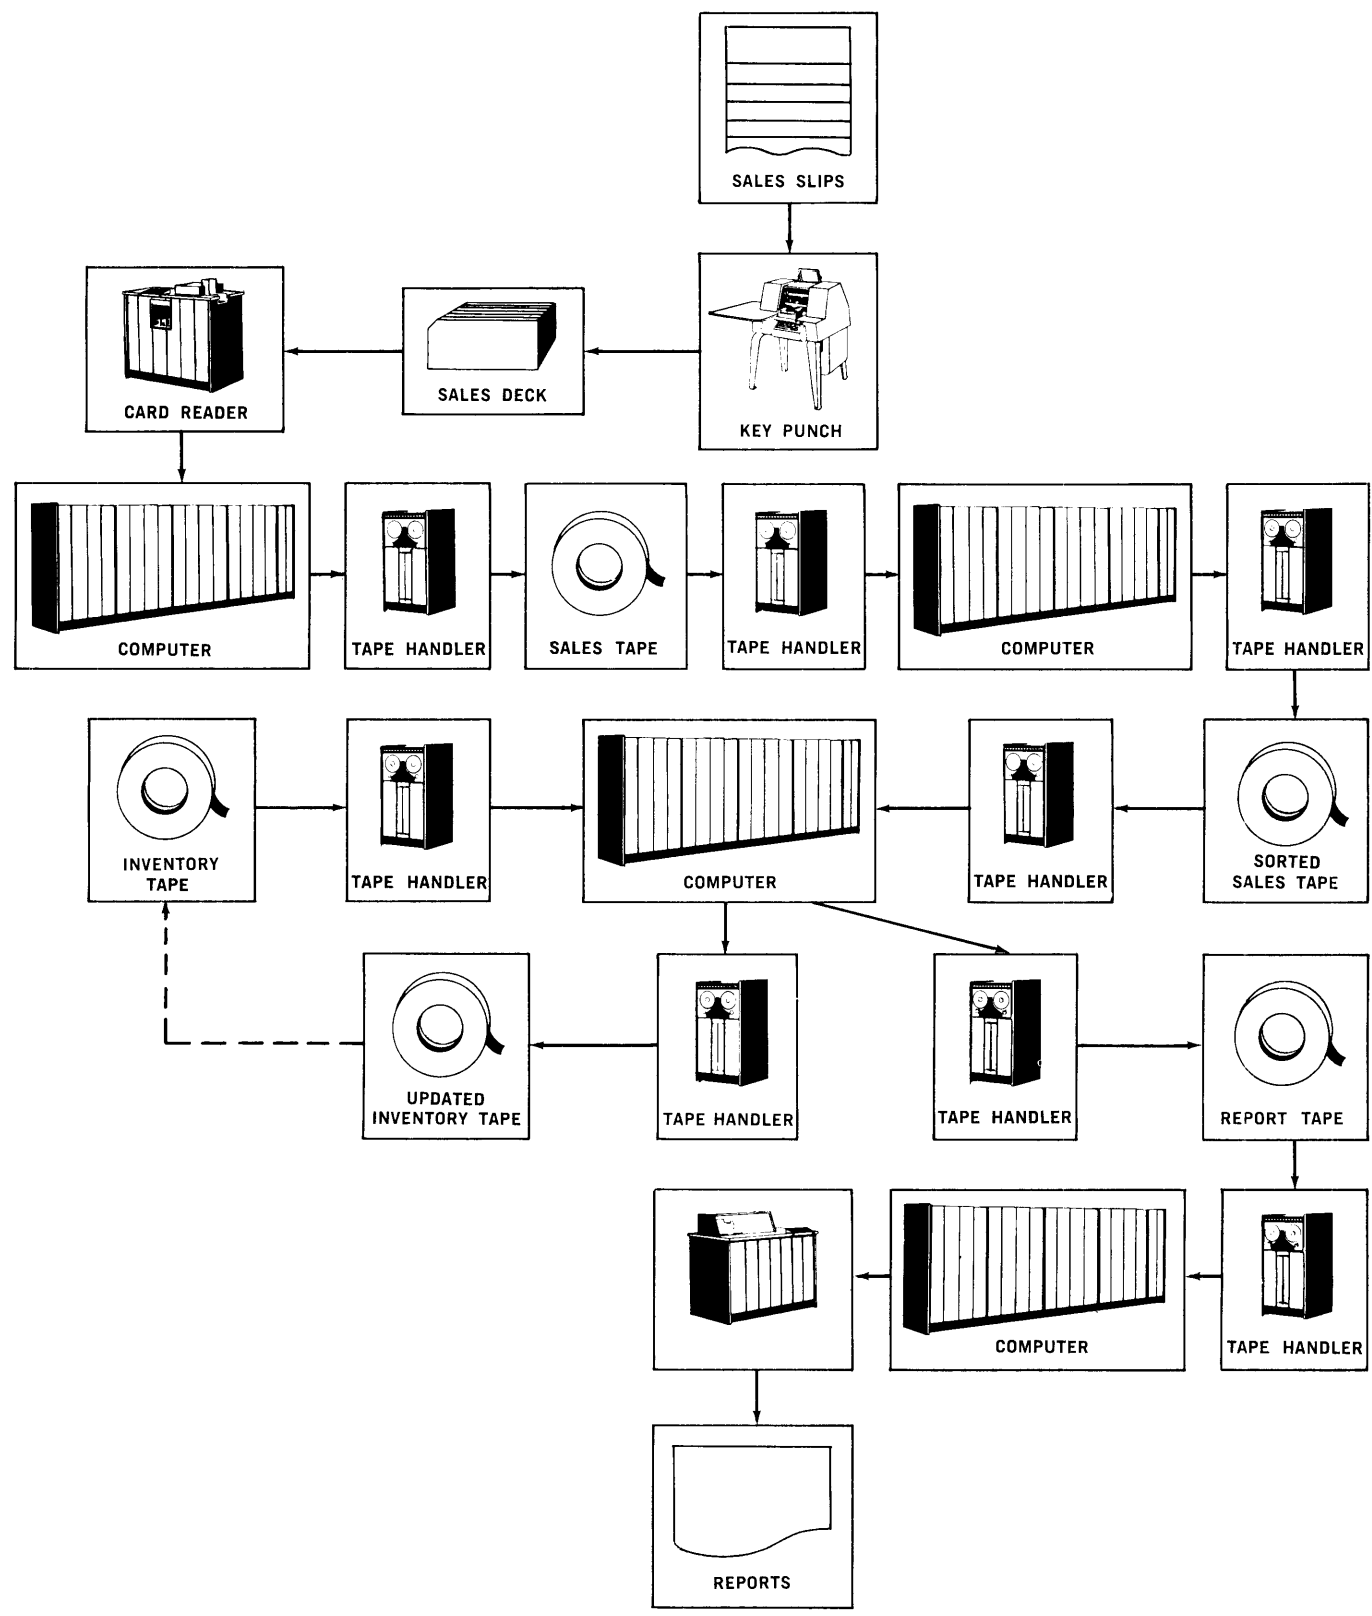 SALES SLIPS
CARD READER
SALES DECK
KEY PUNCH
COMPUTER
TAPE HANDLER
SALES TAPE
TAPE HANDLER
COMPUTER
TAPE HANDLER
INVENTORY
TAPE
TAPE HANDLER
COMPUTER
TAPE HANDLER
SORTED
SALES TAPE
UPDATED
INVENTORY TAPE
TAPE HANDLER
TAPE HANDLER
REPORT TAPE
COMPUTER
TAPE HANDLER
REPORTS